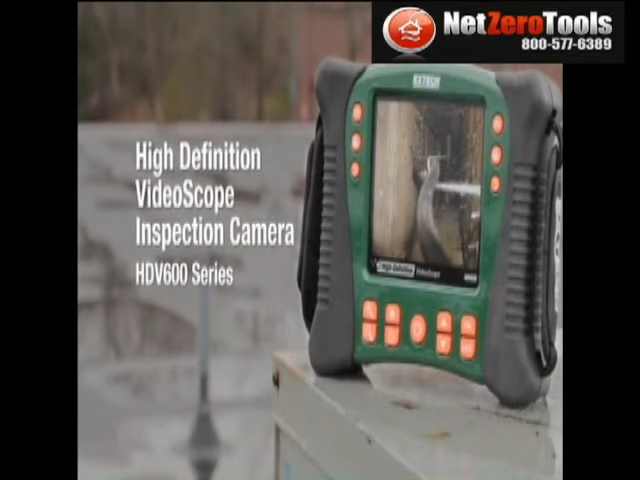 NetZeroTools
800-577-6389
EXTECH
High Definition
VideoScope
Inspection Camera
HDV600 Series
High Definition VideoScope